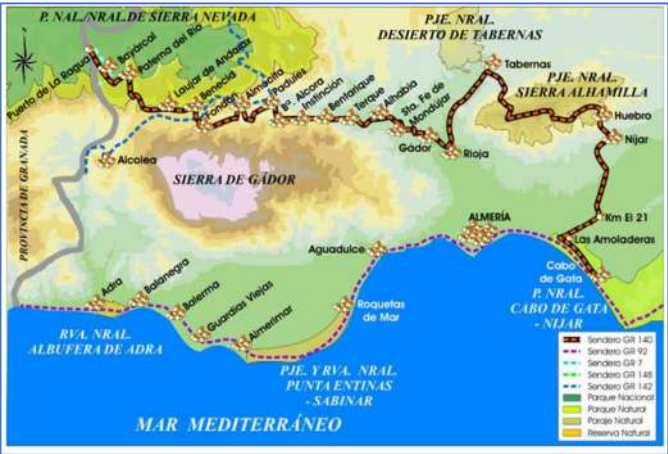 P. NAL./NRAL. DE SIERRA NEVADA
PJE. NRAL.
DESIERTO DE TABERNAS
Puerto de La Ragua
Bayárcal
Paterna del Río
Laujar de Andarax
Benecid
Fondón
Almócita
Padules
Bº. Alcora
Instinción
Bentarique
Terque
Alhabia
Sta. Fe de
Mondújar
Gádor
Rioja
Tabernas
PJE. NRAL.
SIERRA ALHAMILLA
Huebro
Níjar
Alcolea
SIERRA DE GÁDOR
PROVINCIA DE GRANADA
Km El 21
Las Amoladeras
ALMERÍA
Aguadulce
Cabo
de Gata
P. NRAL.
CABO DE GATA
- NIJAR
Adra
Balanegra
Balerma
Guardias Viejas
Almerimar
Roquetas
de Mar
RVA. NRAL.
ALBUFERA DE ADRA
PJE. Y RVA. NRAL.
PUNTA ENTINAS
- SABINAR
MAR MEDITERRÁNEO
Sendero GR 140
Sendero GR 92
Sendero GR 7
Sendero GR 148
Sendero GR 142
Parque Nacional
Parque Natural
Paraje Natural
Reserva Natural